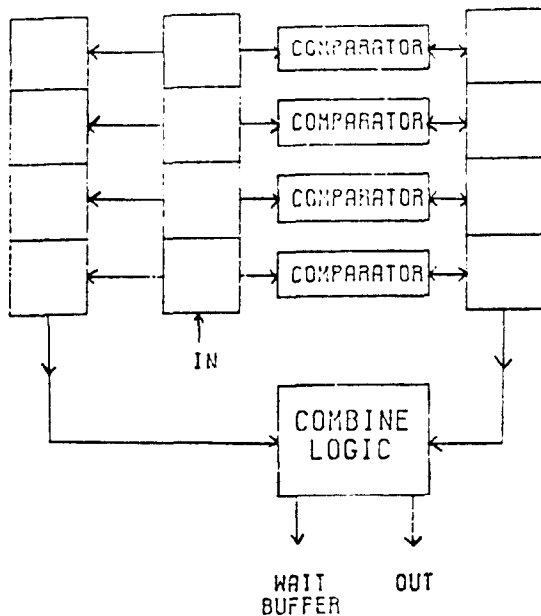 COMPARATOR
COMPARATOR
COMPARATOR
COMPARATOR
IN
COMBINE
LOGIC
WAIT
BUFFER
OUT